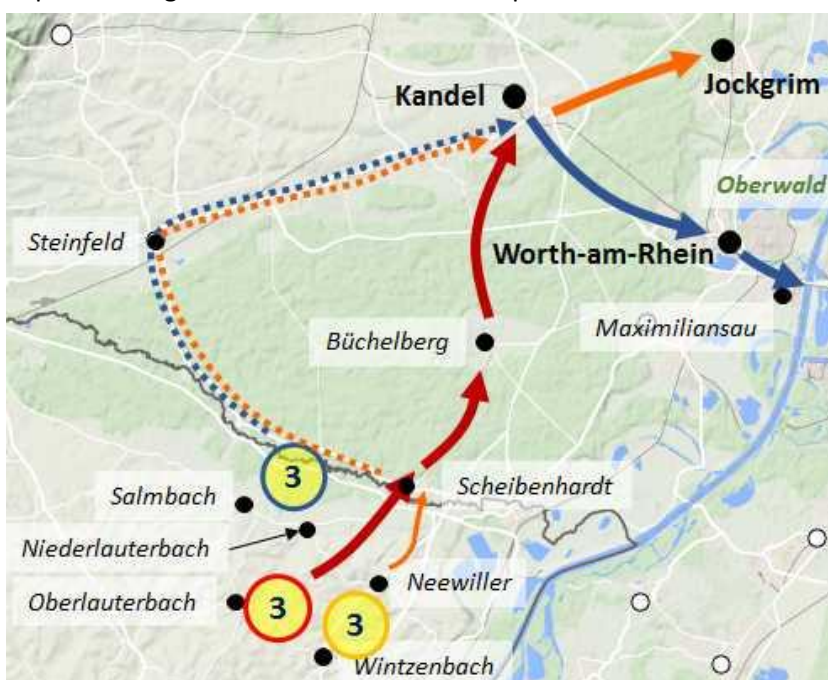 Kandel
Jockgrim
Oberwald
Steinfeld
Worth-am-Rhein
Büchelberg
Maximiliansau
3
Salmbach
Scheibenhardt
Niederlauterbach
Neewiller
Oberlauterbach
3
3
Wintzenbach